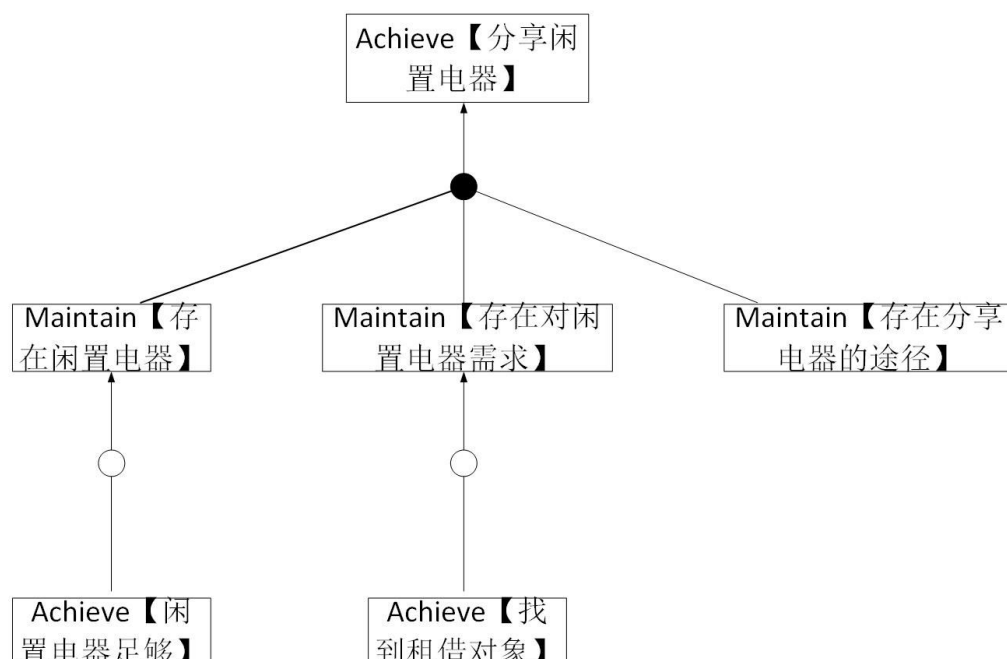 Achieve【分享闲
置电器】
Maintain【存
在闲置电器】
Maintain【存在对闲
置电器需求】
Maintain【存在分享
电器的途径】
Achieve【闲
置电器足够】
Achieve【找
到租借对象】